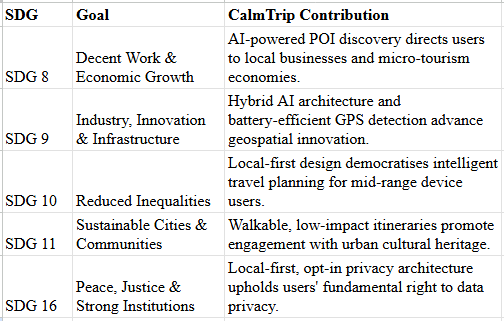 SDG Goal CalmTrip Contribution
AI-powered POI discovery directs users
Decent Work & to local businesses and micro-tourism
SDG 8 Economic Growth economies.
Hybrid AI architecture and
Industry, Innovation battery-efficient GPS detection advance
SDG 9 & Infrastructure geospatial innovation.
Local-first design democratises intelligent
travel planning for mid-range device
SDG 10 Reduced Inequalities users.
Sustainable Cities & Walkable, low-impact itineraries promote
SDG 11 Communities engagement with urban cultural heritage.
Local-first, opt-in privacy architecture
Peace, Justice & upholds users' fundamental right to data
SDG 16 Strong Institutions privacy.